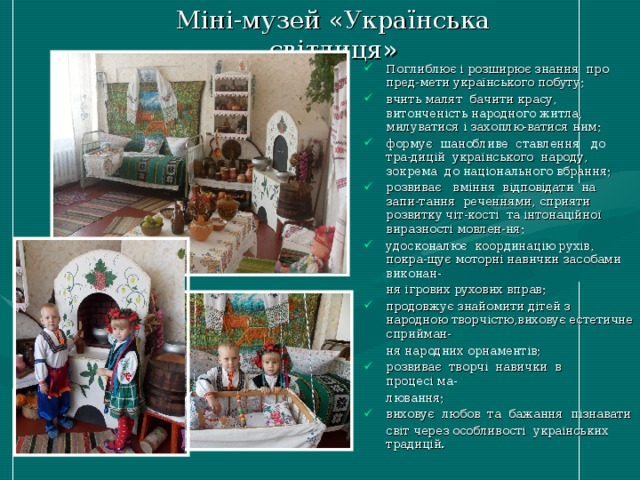 Міні-музей «Українська
світлиця»
Поглиблює і розширює знання про
пред-мети українського побуту;
вчить малят бачити красу,
витонченість народного житла,
милуватися і захоплю-ватися ним;
формує шанобливе ставлення до
тра-дицій українського народу,
зокрема до національного вбрання;
розвиває вміння відповідати на
запи-тання реченнями, сприяти
розвитку чіт-кості та інтонаційної
виразності мовлен-ня;
удосконалює координацію рухів,
покра-щує моторні навички засобами
виконан-
ня ігрових рухових вправ;
продовжує знайомити дітей з
народною творчістю,виховує естетичне
сприйман-
ня народних орнаментів;
розвиває творчі навички в
процесі ма-
лювання;
виховує любов та бажання пізнавати
світ через особливості українських
традицій.